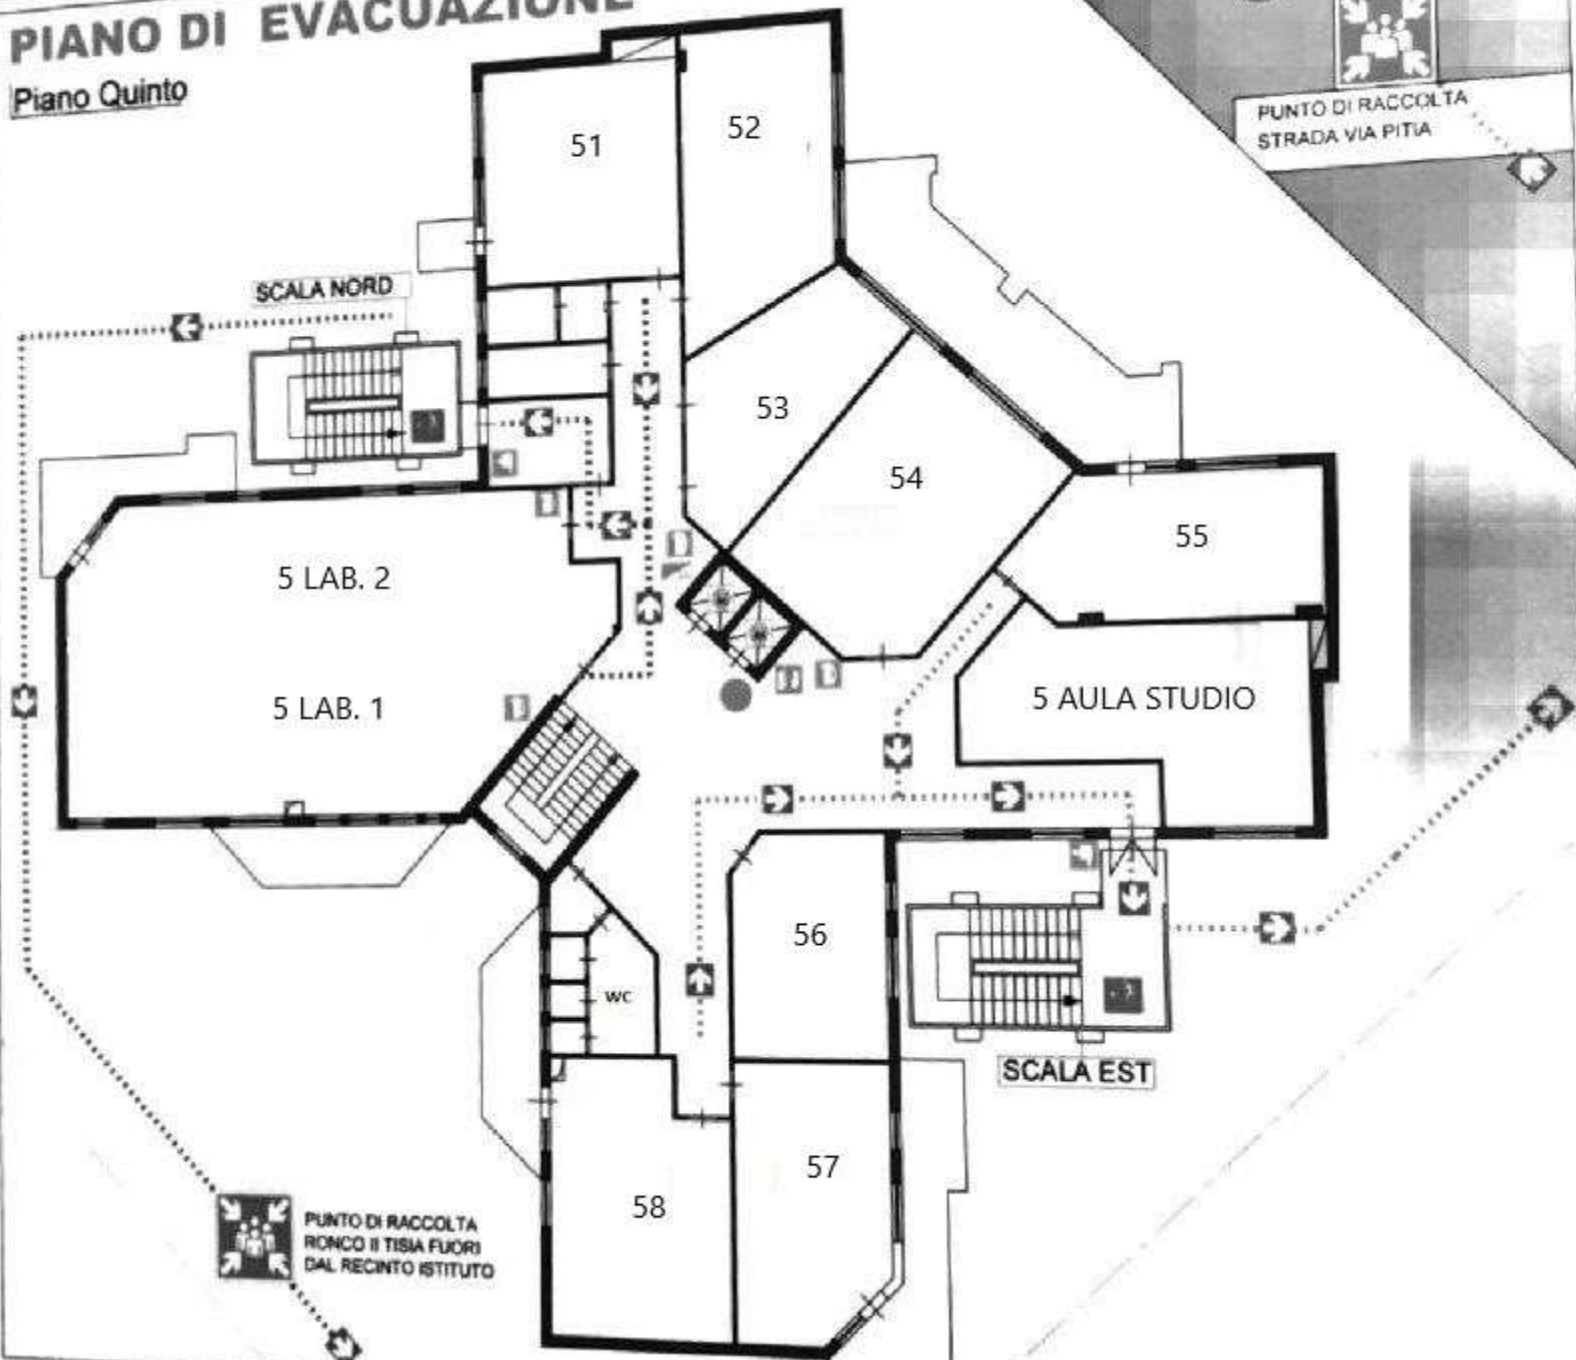 PIANO DI EVACUAZIONE
Piano Quinto
PUNTO DI RACCOLTA
STRADA VIA PITIA
51
52
SCALA NORD
53
54
55
5 LAB. 2
5 LAB. 1
5 AULA STUDIO
56
WC
SCALA EST
57
58
PUNTO DI RACCOLTA
RONCO II TISIA FUORI
DAL RECINTO ISTITUTO